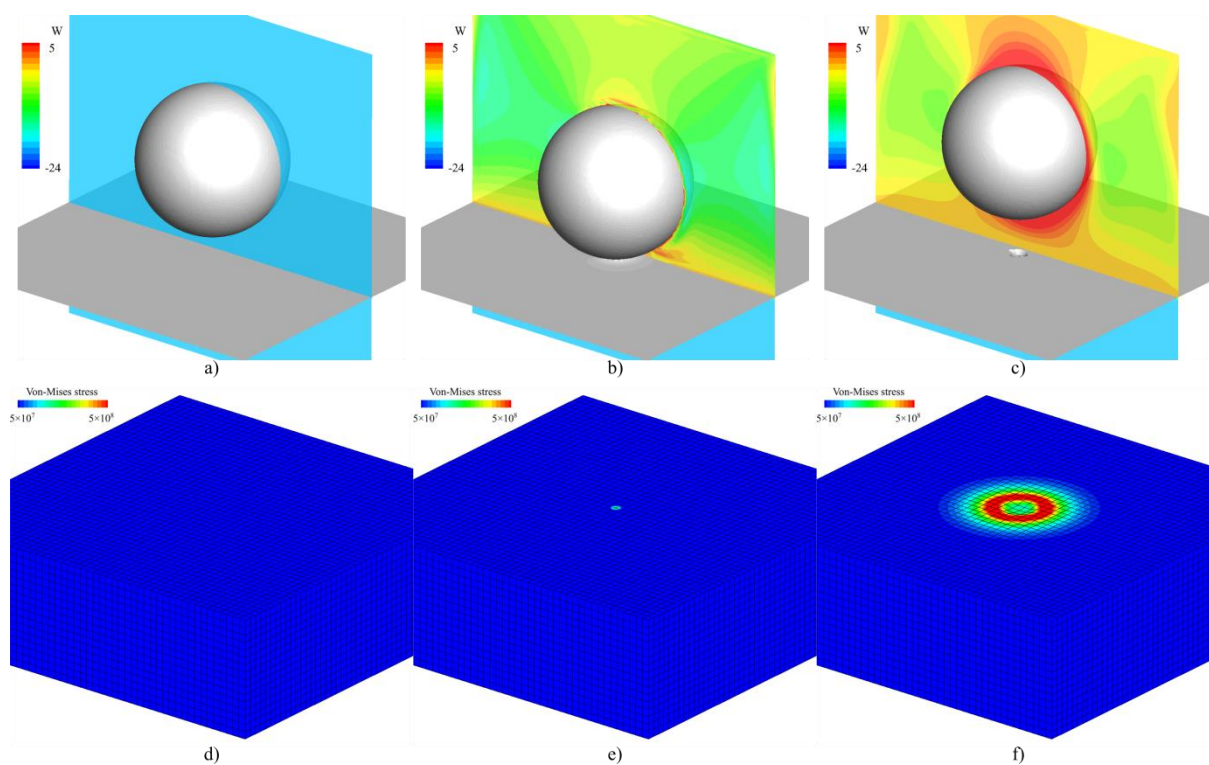 W
5
-24
W
5
-24
W
5
-24
a)
b)
c)
Von-Mises stress
5×10⁷ 5×10⁸
Von-Mises stress
5×10⁷ 5×10⁸
Von-Mises stress
5×10⁷ 5×10⁸
d)
e)
f)